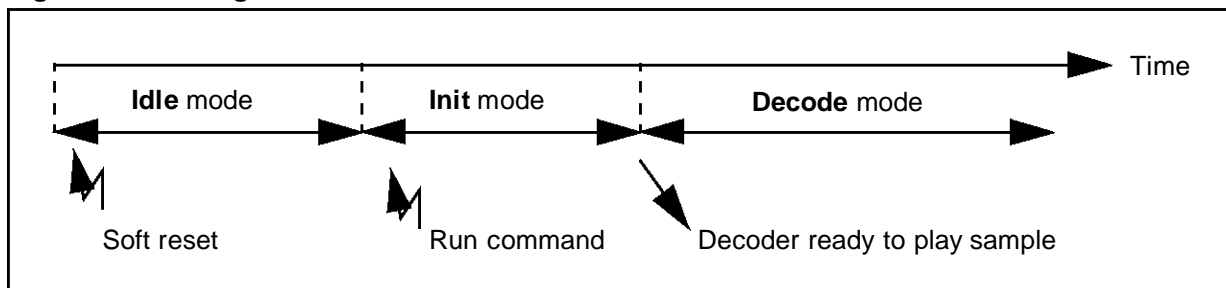 Time
Idle mode
Init mode
Decode mode
Soft reset
Run command
Decoder ready to play sample